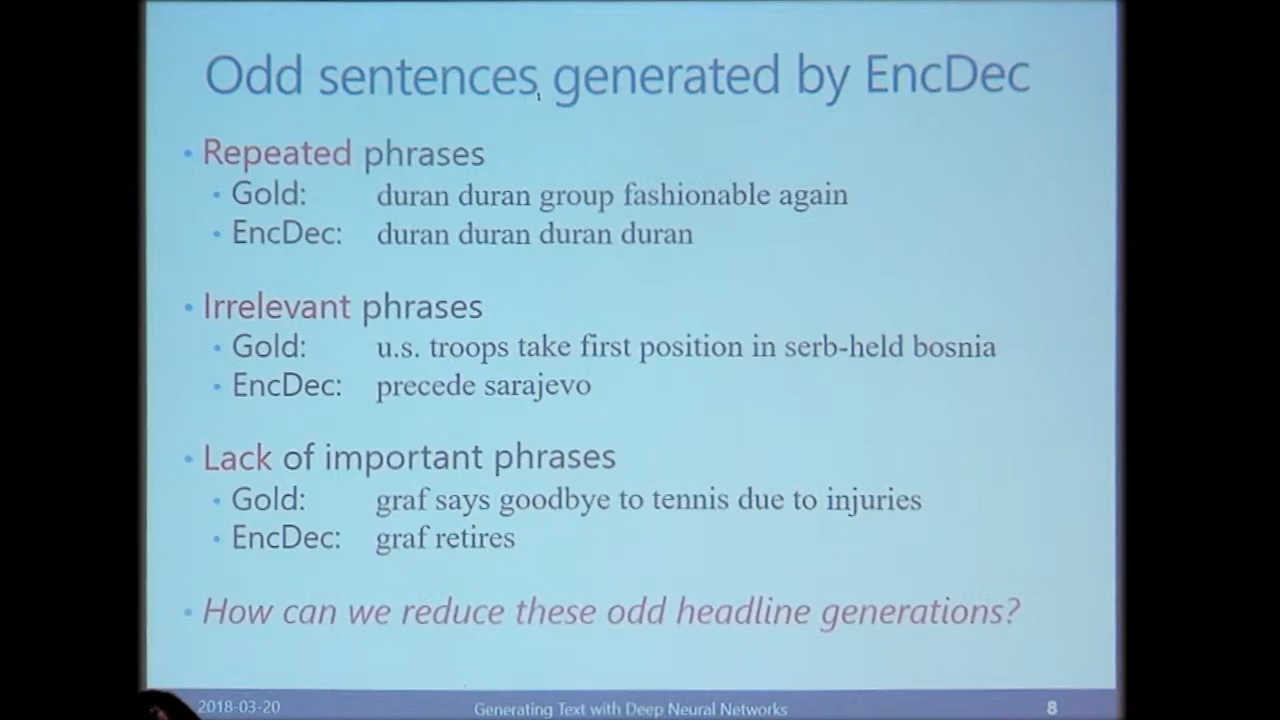 Odd sentences generated by EncDec
• Repeated phrases
• Gold: duran duran group fashionable again
• EncDec: duran duran duran duran
• Irrelevant phrases
• Gold: u.s. troops take first position in serb-held bosnia
• EncDec: precede sarajevo
• Lack of important phrases
• Gold: graf says goodbye to tennis due to injuries
• EncDec: graf retires
• How can we reduce these odd headline generations?
2018-03-20 Generating Text with Deep Neural Networks 8